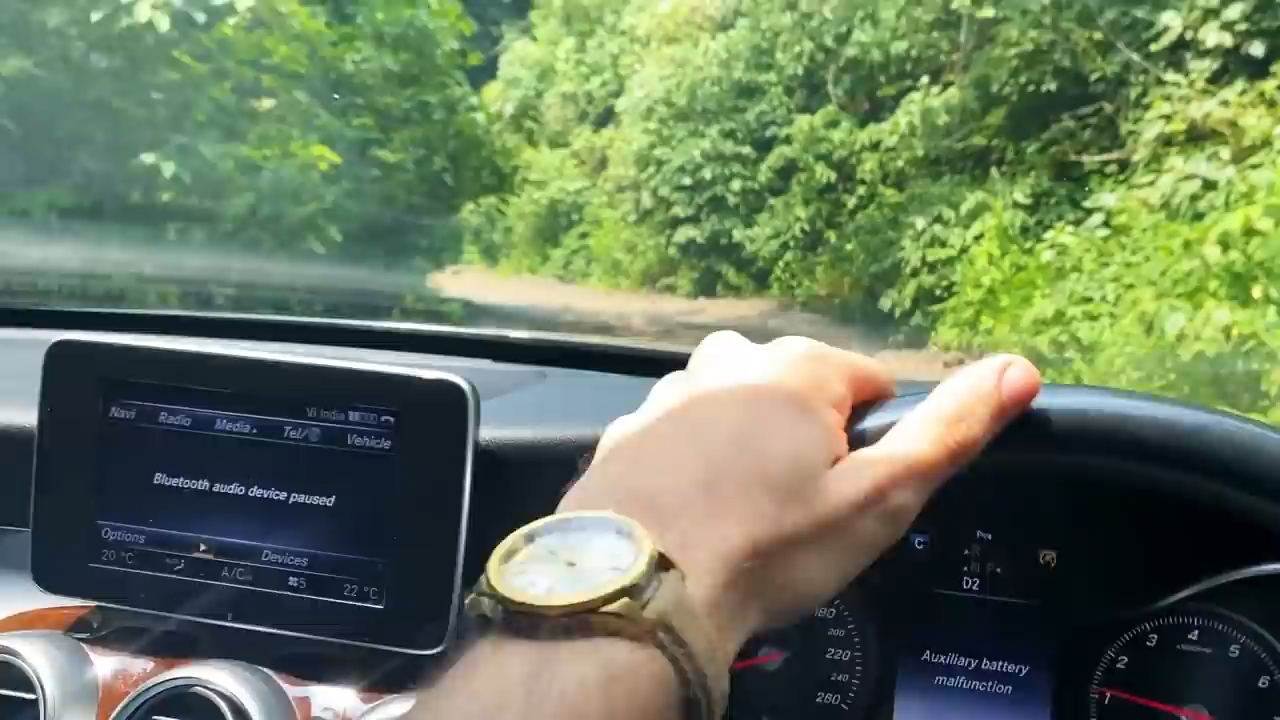 Vi India
Navi Radio Media Tel/ Vehicle
Bluetooth audio device paused
Options Devices
20 °C A/C 5 22 °C
C
D2
Auxiliary battery
malfunction
180
200
220
240
260
1
2
3
4
5
6